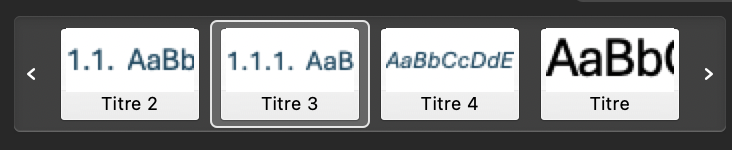 1.1. AaBb
Titre 2
1.1.1. AaB
Titre 3
AaBbCcDdE
Titre 4
AaBb
Titre